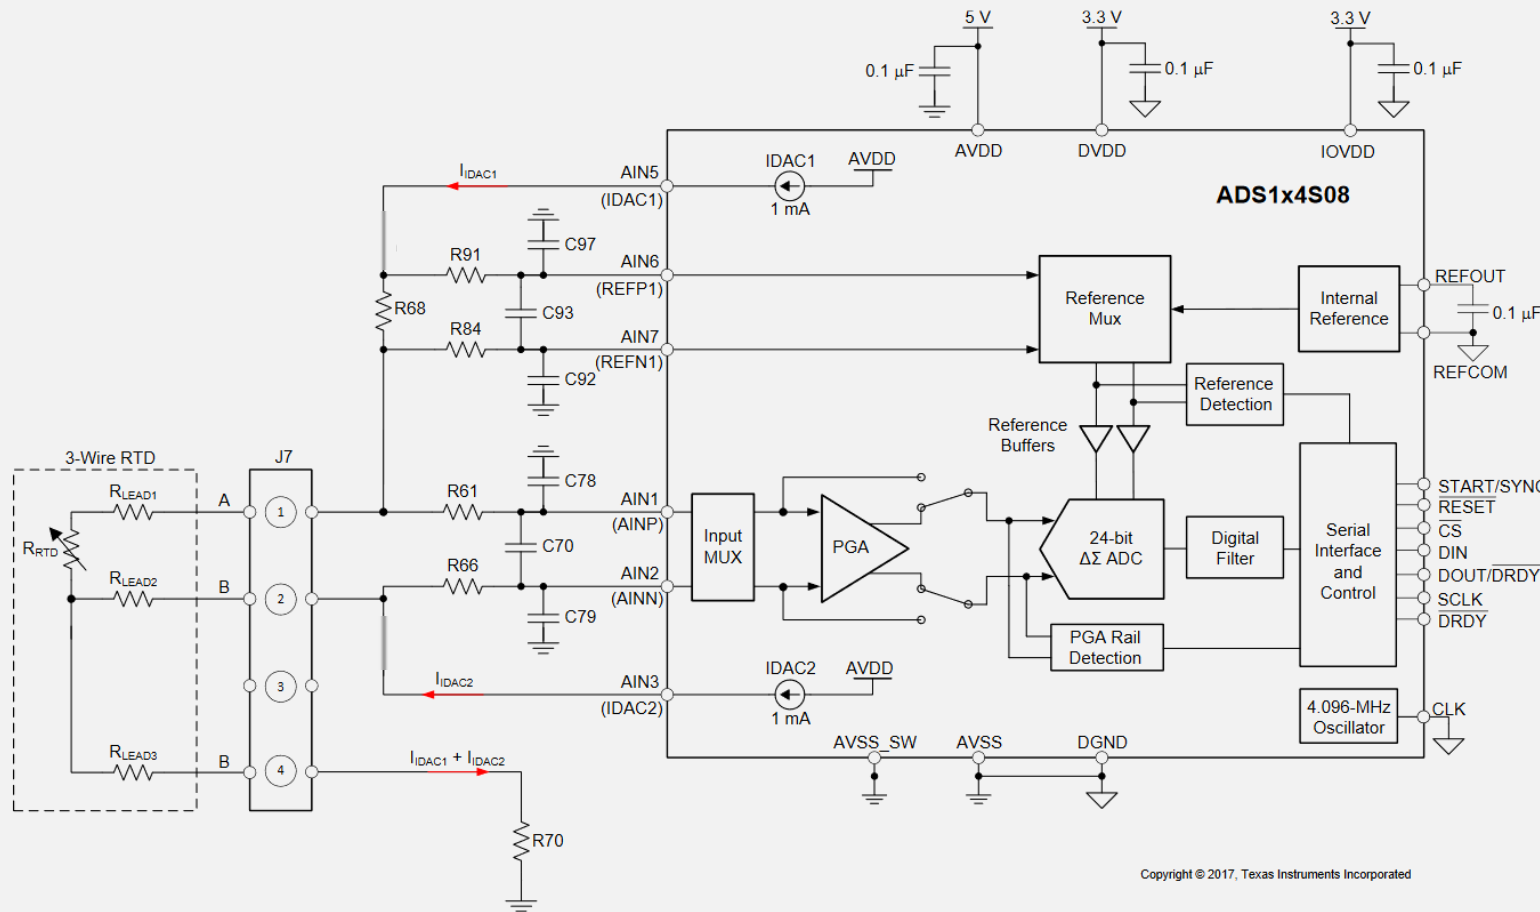 5 V
3.3 V
3.3 V
0.1 µF
0.1 µF
0.1 µF
AVDD
DVDD
IOVDD
ADS1x4S08
IIDAC1
AIN5
(IDAC1)
IDAC1
AVDD
1 mA
C97
R91
AIN6
(REFP1)
R68
C93
R84
AIN7
(REFN1)
C92
Reference
Mux
Internal
Reference
REFOUT
0.1 µF
REFCOM
Reference
Detection
Reference
Buffers
3-Wire RTD
J7
RLEAD1
A
1
RRTD
RLEAD2
B
2
3
RLEAD3
B
4
R61
C78
AIN1
(AINP)
C70
R66
AIN2
(AINN)
C79
Input
MUX
PGA
24-bit
ΔΣ ADC
Digital
Filter
Serial
Interface
and
Control
START/SYNC
RESET
CS
DIN
DOUT/DRDY
SCLK
DRDY
PGA Rail
Detection
IIDAC2
AIN3
(IDAC2)
IDAC2
AVDD
1 mA
4.096-MHz
Oscillator
CLK
AVSS_SW
AVSS
DGND
IIDAC1 + IIDAC2
R70
Copyright © 2017, Texas Instruments Incorporated